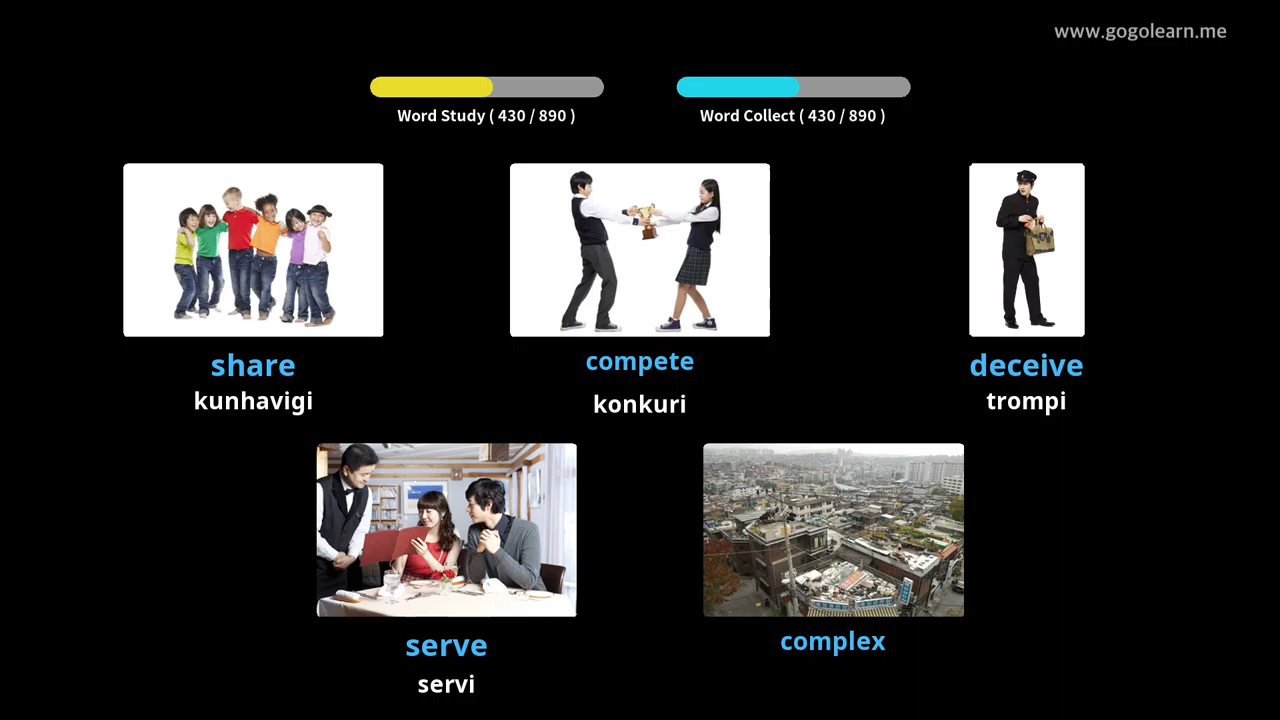 www.gogolearn.me
Word Study ( 430 / 890 )
Word Collect ( 430 / 890 )
share
kunhavigi
compete
konkuri
deceive
trompi
serve
servi
complex